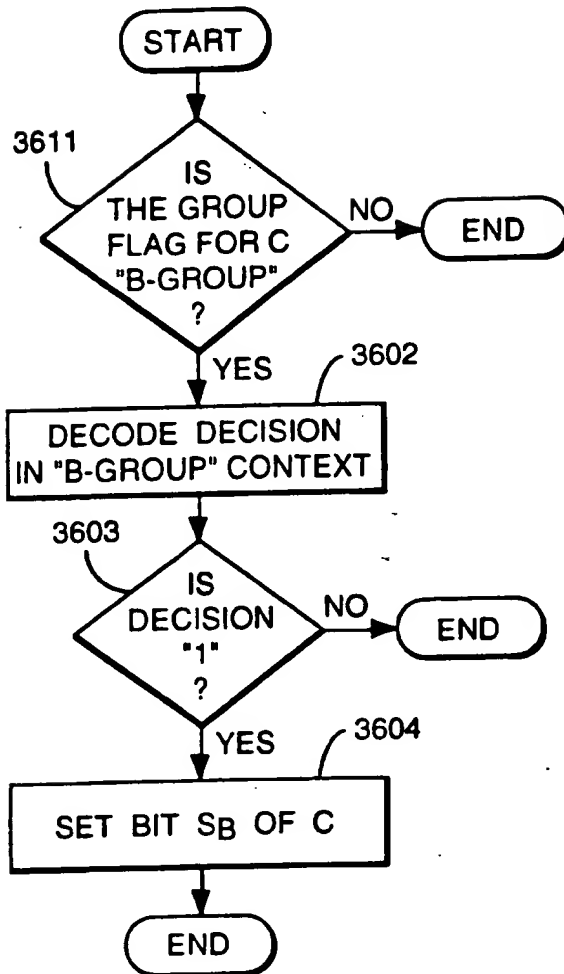 START
3611
IS
THE GROUP
FLAG FOR C
"B-GROUP"
?
NO
END
YES
3602
DECODE DECISION
IN "B-GROUP" CONTEXT
3603
IS
DECISION
"1"
?
NO
END
YES
3604
SET BIT SB OF C
END